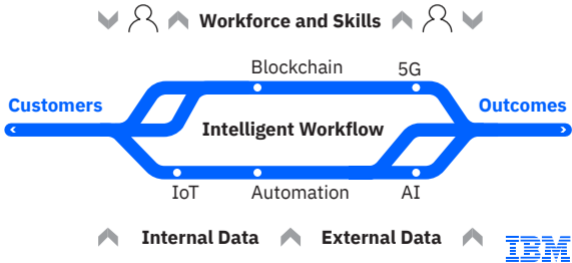 Workforce and Skills
Blockchain
5G
Customers
Outcomes
Intelligent Workflow
IoT
Automation
AI
Internal Data
External Data
IBM